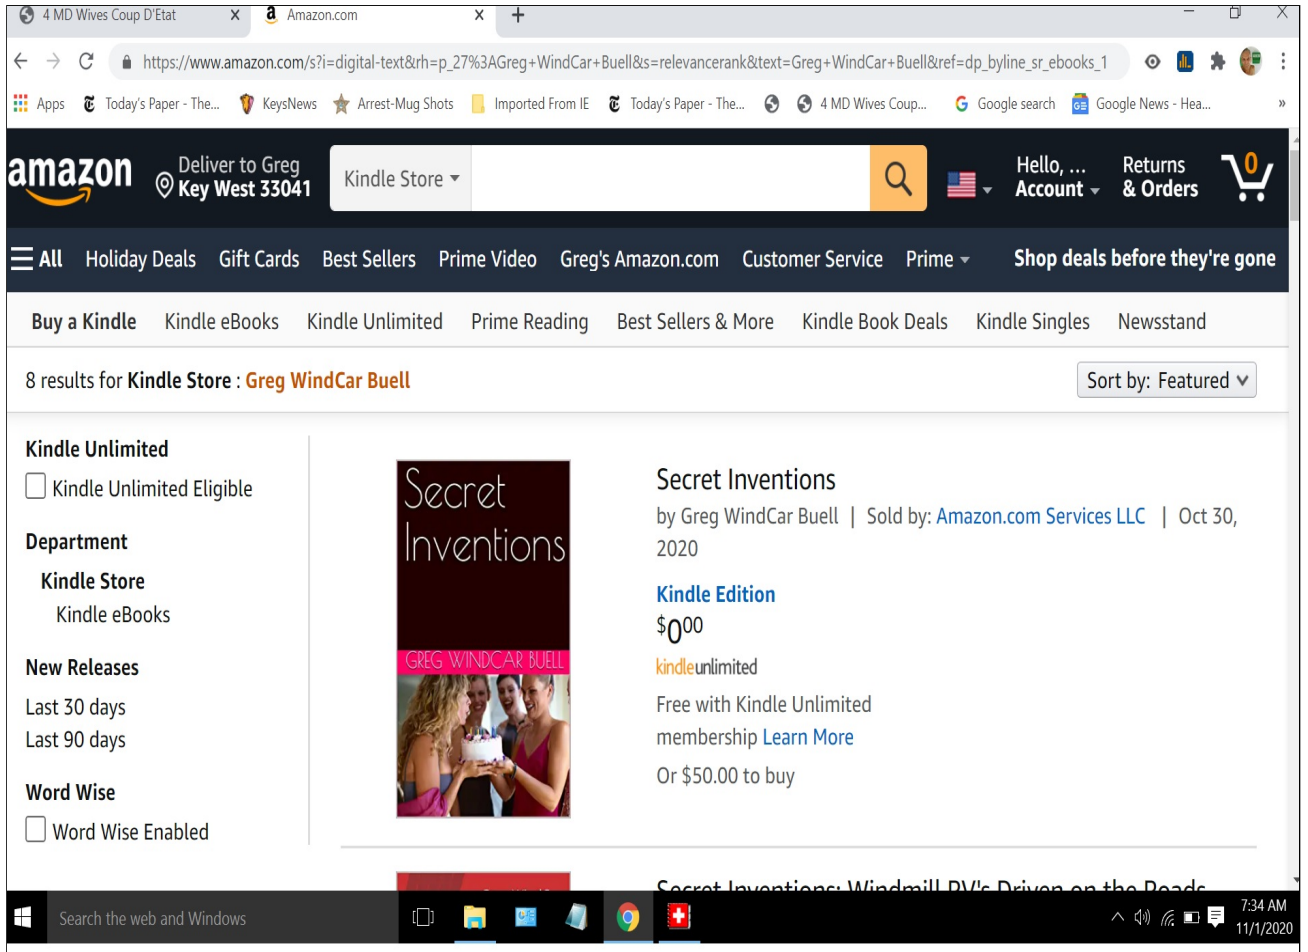 4 MD Wives Coup D'Etat x a Amazon.com x +
https://www.amazon.com/s?i=digital-text&rh=p_27%3AGreg+WindCar+Buell&s=relevancerank&text=Greg+WindCar+Buell&ref=dp_byline_sr_ebooks_1
Apps Today's Paper - The... KeysNews Arrest-Mug Shots Imported From IE Today's Paper - The... 4 MD Wives Coup... Google search Google News - Hea... »
amazon Deliver to Greg Key West 33041 Kindle Store Hello, ... Account Returns & Orders 0
All Holiday Deals Gift Cards Best Sellers Prime Video Greg's Amazon.com Customer Service Prime Shop deals before they're gone
Buy a Kindle Kindle eBooks Kindle Unlimited Prime Reading Best Sellers & More Kindle Book Deals Kindle Singles Newsstand
8 results for Kindle Store : Greg WindCar Buell Sort by: Featured
Kindle Unlimited
Kindle Unlimited Eligible
Department
Kindle Store
Kindle eBooks
New Releases
Last 30 days
Last 90 days
Word Wise
Word Wise Enabled
Secret
Inventions
GREG WINDCAR BUELL
Secret Inventions
by Greg WindCar Buell | Sold by: Amazon.com Services LLC | Oct 30,
2020
Kindle Edition
$000
kindleunlimited
Free with Kindle Unlimited
membership Learn More
Or $50.00 to buy
Secret Inventions: Windmill PV's Driven on the Roads
Search the web and Windows
7:34 AM
11/1/2020